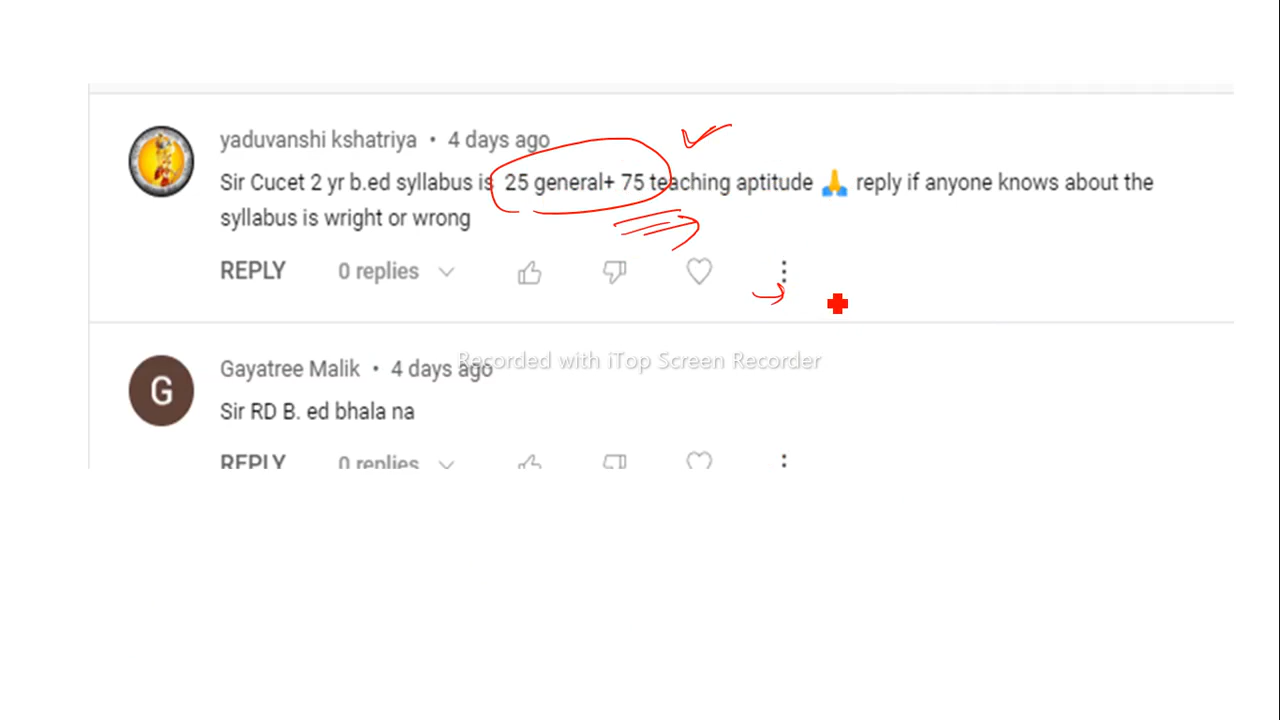 yaduvanshi kshatriya • 4 days ago
Sir Cucet 2 yr b.ed syllabus is 25 general+ 75 teaching aptitude 🙏 reply if anyone knows about the
syllabus is wright or wrong
REPLY 0 replies
Recorded with iTop Screen Recorder
G
Gayatree Malik • 4 days ago
Sir RD B. ed bhala na
REPLY 0 replies